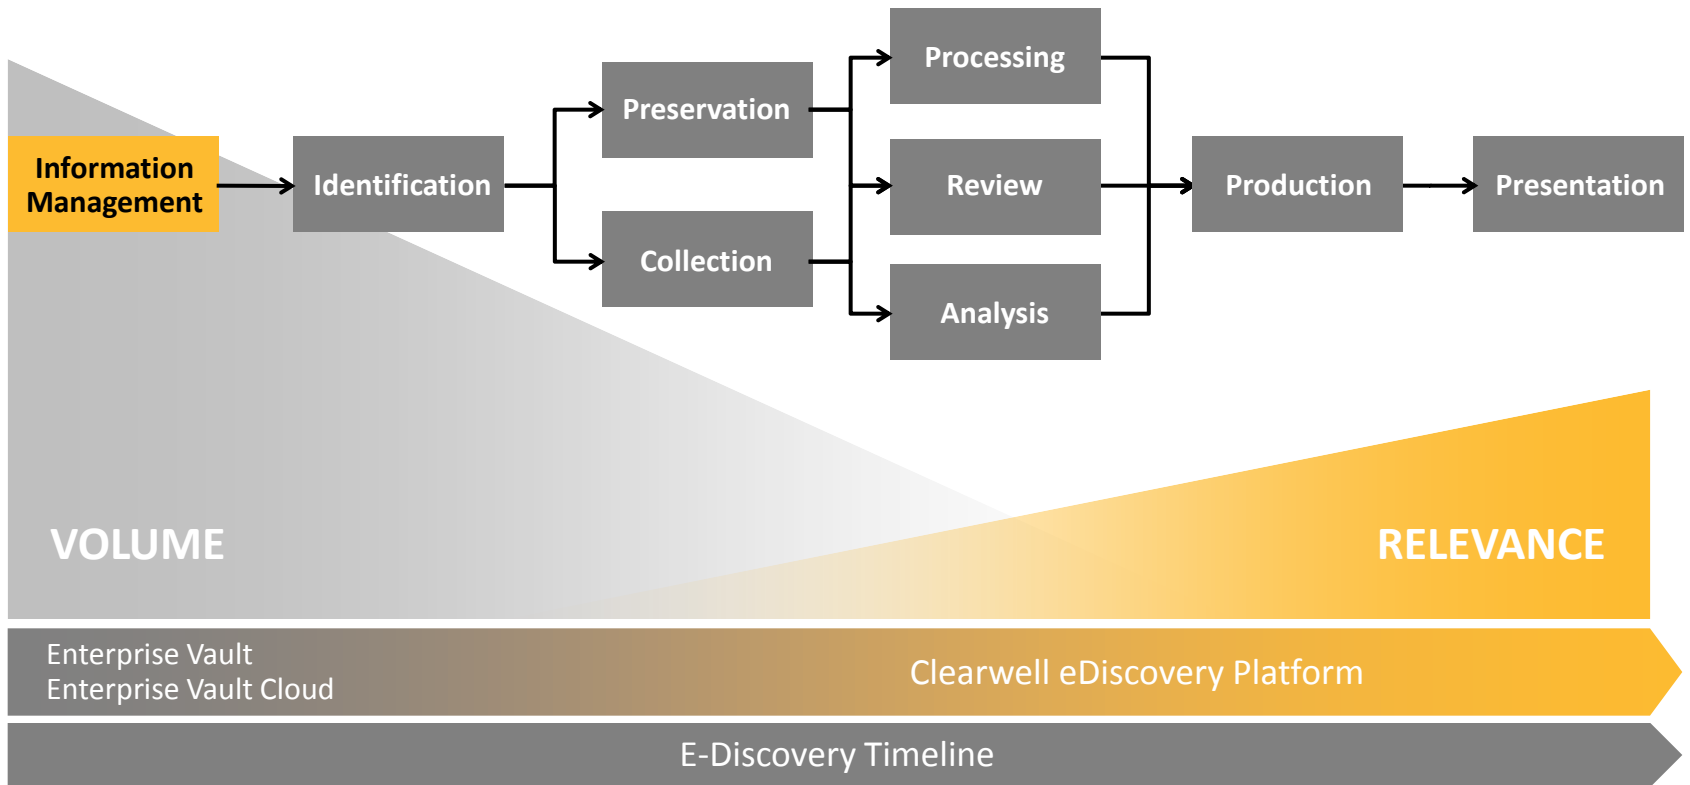 Information
Management
Identification
Preservation
Collection
Processing
Review
Analysis
Production
Presentation
VOLUME
RELEVANCE
Enterprise Vault
Enterprise Vault Cloud
Clearwell eDiscovery Platform
E-Discovery Timeline